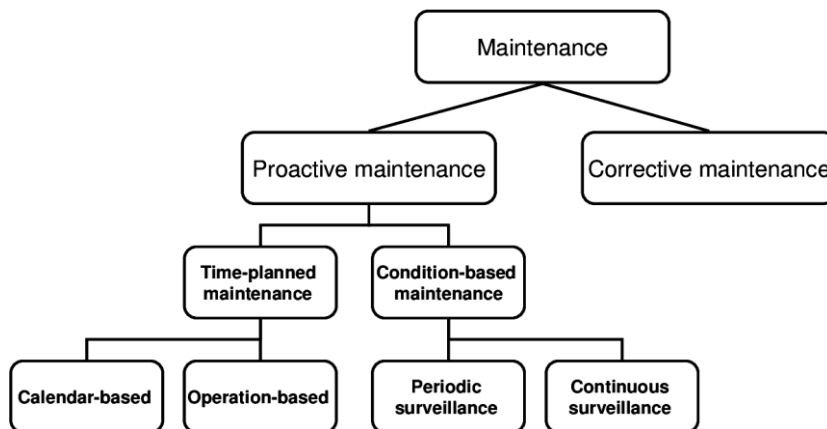 Maintenance
Proactive maintenance
Corrective maintenance
Time-planned
maintenance
Condition-based
maintenance
Calendar-based
Operation-based
Periodic
surveillance
Continuous
surveillance